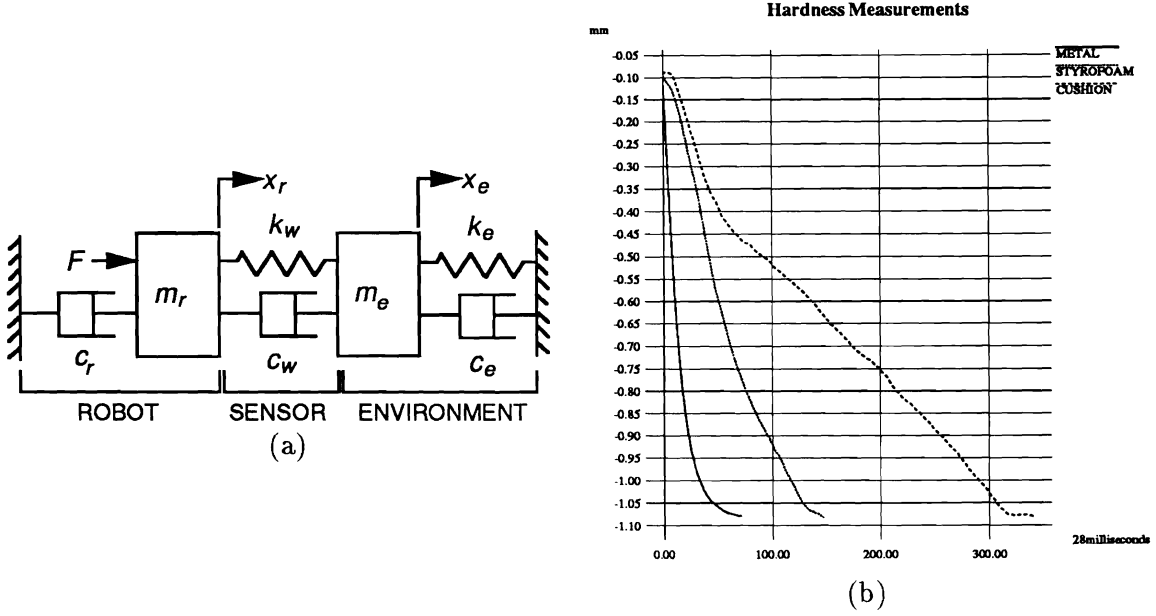 x_r
x_e
k_w
k_e
F
m_r
m_e
c_r
c_w
c_e
ROBOT
SENSOR
ENVIRONMENT
(a)
Hardness Measurements
mm
METAL
STYROFOAM
CUSHION
-0.05
-0.10
-0.15
-0.20
-0.25
-0.30
-0.35
-0.40
-0.45
-0.50
-0.55
-0.60
-0.65
-0.70
-0.75
-0.80
-0.85
-0.90
-0.95
-1.00
-1.05
-1.10
0.00
100.00
200.00
300.00
28milliseconds
(b)